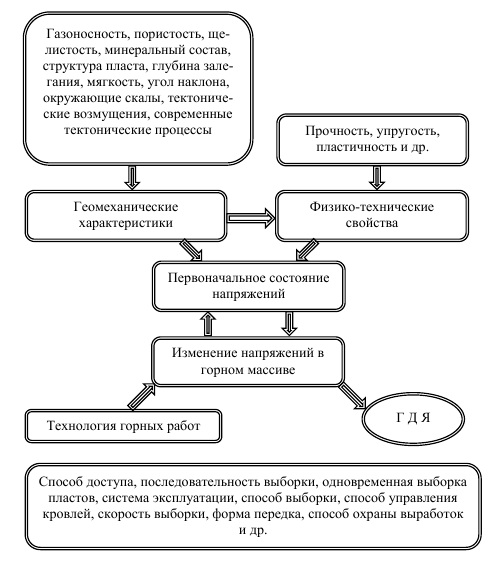 Газоносность, пористость, ще-
листость, минеральный состав,
структура пласта, глубина зале-
гания, мягкость, угол наклона,
окружающие скалы, тектониче-
ские возмущения, современные
тектонические процессы
Прочность, упругость,
пластичность и др.
Геомеханические
характеристики
Физико-технические
свойства
Первоначальное состояние
напряжений
Изменение напряжений в
горном массиве
Технология горных работ
Г Д Я
Способ доступа, последовательность выборки, одновременная выборка
пластов, система эксплуатации, способ выборки, способ управления
кровлей, скорость выборки, форма передка, способ охраны выработок
и др.